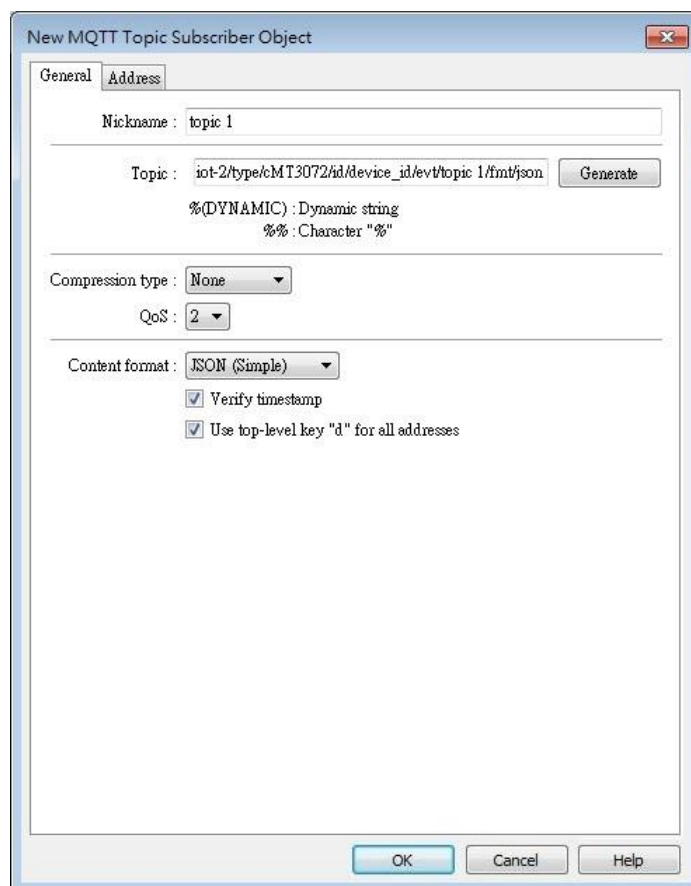 New MQTT Topic Subscriber Object
General Address
Nickname : topic 1
Topic : iot-2/type/cMT3072/id/device_id/evt/topic 1/fmt/json Generate
%(DYNAMIC) : Dynamic string
%% : Character "%"
Compression type : None
QoS : 2
Content format : JSON (Simple)
Verify timestamp
Use top-level key "d" for all addresses
OK Cancel Help